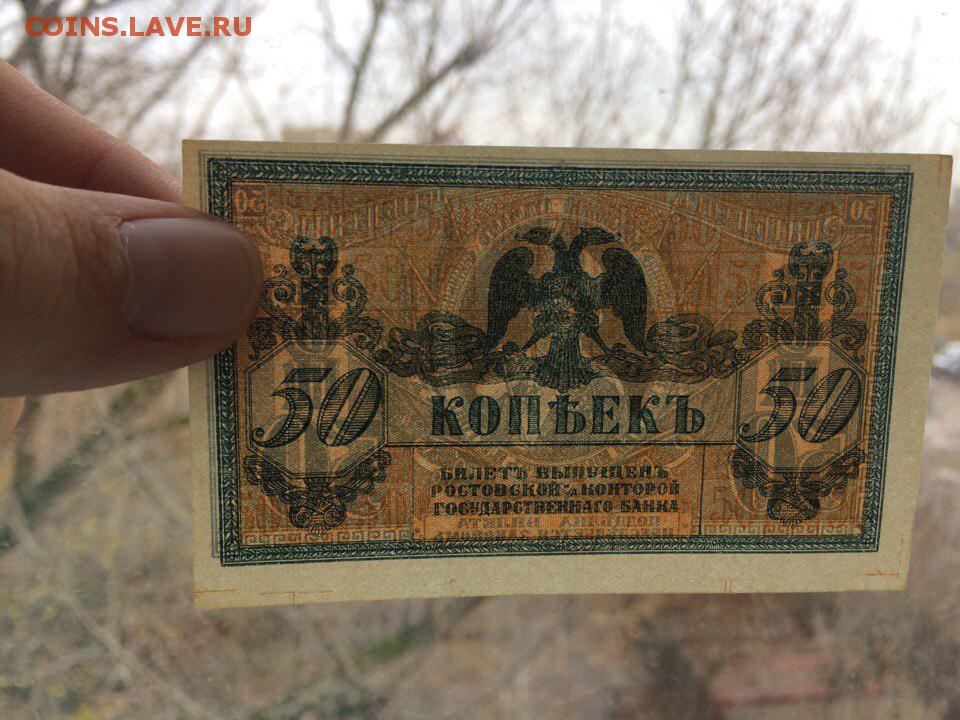 COINS.LAVE.RU
50 50
КОПѢЕКЪ
БИЛЕТЪ ВЫПУЩЕНЪ
РОСТОВСКОЙ н/Д КОНТОРОЙ
ГОСУДАРСТВЕННАГО БАНКА